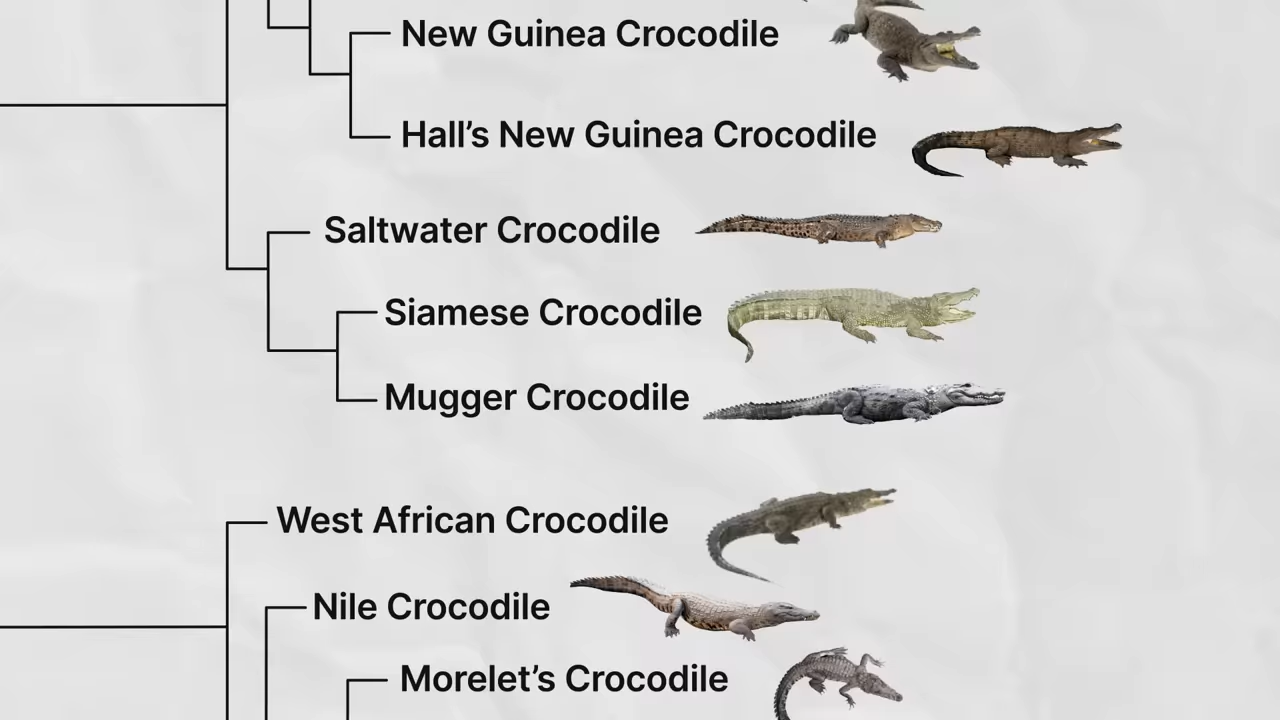 New Guinea Crocodile
Hall’s New Guinea Crocodile
Saltwater Crocodile
Siamese Crocodile
Mugger Crocodile
West African Crocodile
Nile Crocodile
Morelet’s Crocodile